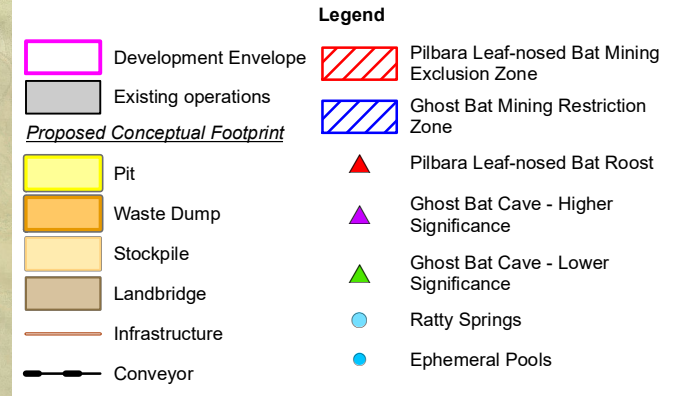 Legend
Development Envelope
Existing operations
Proposed Conceptual Footprint
Pit
Waste Dump
Stockpile
Landbridge
Infrastructure
Conveyor
Pilbara Leaf-nosed Bat Mining
Exclusion Zone
Ghost Bat Mining Restriction
Zone
Pilbara Leaf-nosed Bat Roost
Ghost Bat Cave - Higher
Significance
Ghost Bat Cave - Lower
Significance
Ratty Springs
Ephemeral Pools